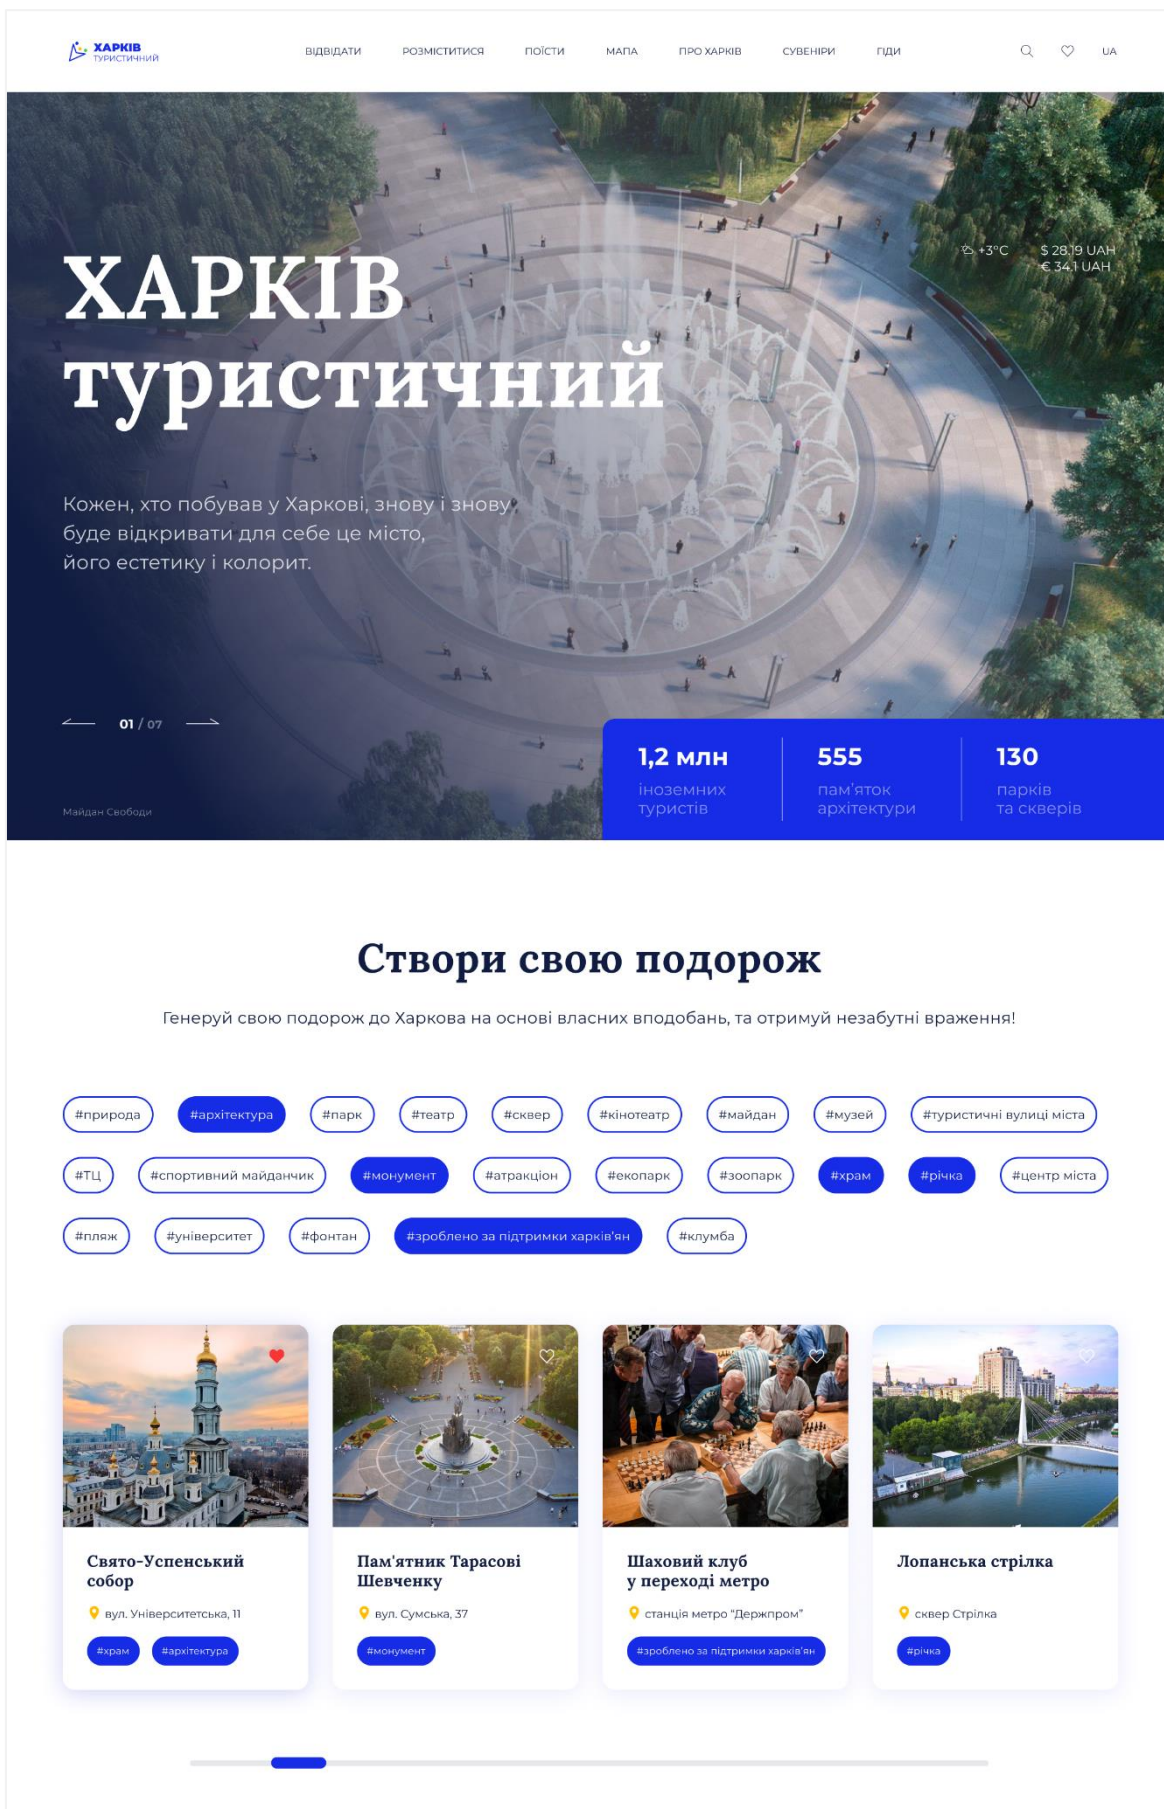 ХАРКІВ
ТУРИСТИЧНИЙ
ВІДВІДАТИ
РОЗМІСТИТИСЯ
ПОЇСТИ
МАПА
ПРО ХАРКІВ
СУВЕНІРИ
ГІДИ
UA
+3°C
$ 28.19 UAH
€ 34.1 UAH
ХАРКІВ
туристичний
Кожен, хто побував у Харкові, знову і знову
буде відкривати для себе це місто,
його естетику і колорит.
01 / 07
Майдан Свободи
1,2 млн
іноземних
туристів
555
пам'яток
архітектури
130
парків
та скверів
Створи свою подорож
Генеруй свою подорож до Харкова на основі власних вподобань, та отримуй незабутні враження!
#природа #архітектура #парк #театр #сквер #кінотеатр #майдан #музей #туристичні вулиці міста
#ТЦ #спортивний майданчик #монумент #атракціон #екопарк #зоопарк #храм #річка #центр міста
#пляж #університет #фонтан #зроблено за підтримки харків'ян #клумба
Свято-Успенський
собор
вул. Університетська, 11
#храм #архітектура
Пам'ятник Тарасові
Шевченку
вул. Сумська, 37
#монумент
Шаховий клуб
у переході метро
станція метро "Держпром"
#зроблено за підтримки харків'ян
Лопанська стрілка
сквер Стрілка
#річка